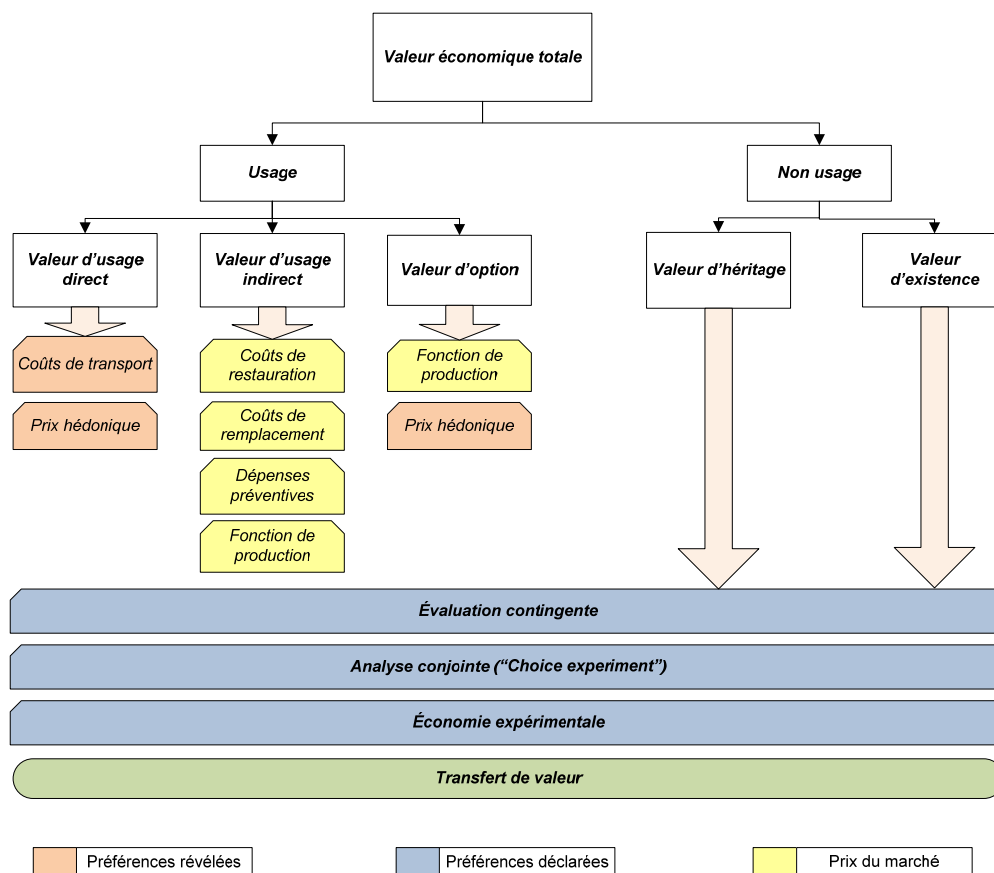 Valeur économique totale
Usage
Non usage
Valeur d'usage
direct
Valeur d'usage
indirect
Valeur d'option
Valeur d'héritage
Valeur
d'existence
Coûts de transport
Prix hédonique
Coûts de
restauration
Coûts de
remplacement
Dépenses
préventives
Fonction de
production
Fonction de
production
Prix hédonique
Évaluation contingente
Analyse conjointe (“Choice experiment”)
Économie expérimentale
Transfert de valeur
Préférences révélées
Préférences déclarées
Prix du marché